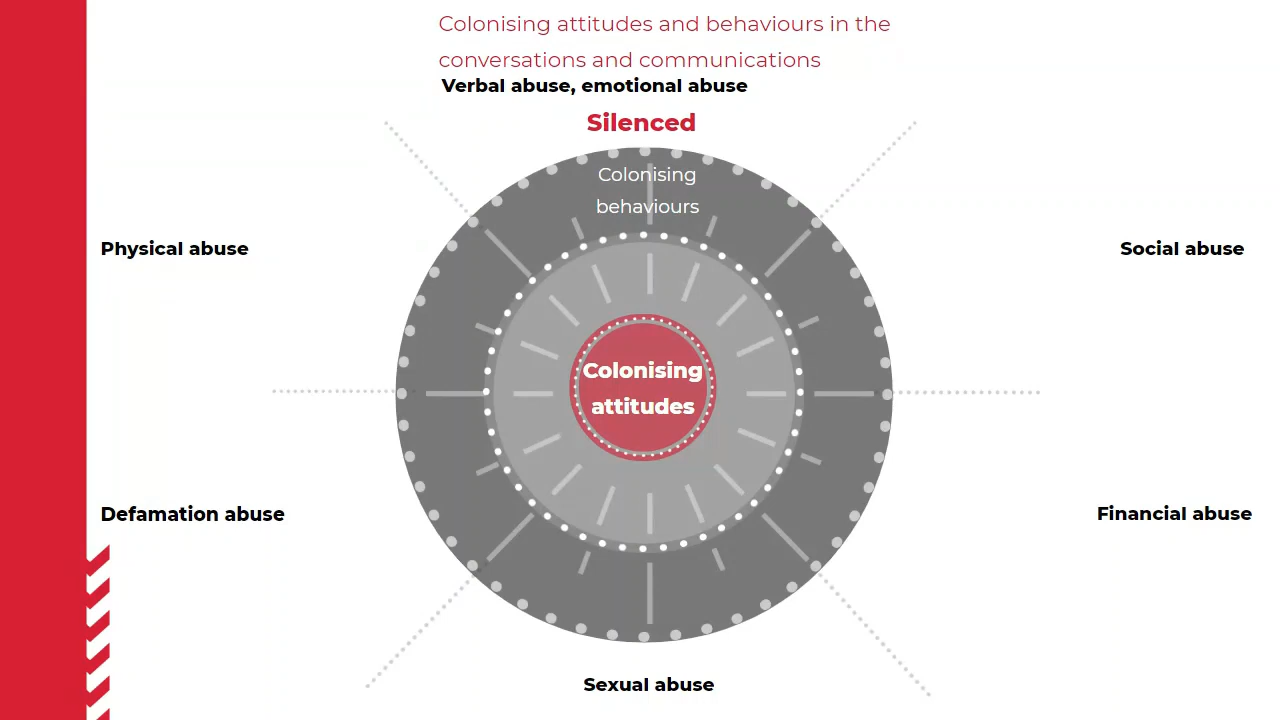 Colonising attitudes and behaviours in the
conversations and communications
Verbal abuse, emotional abuse
Silenced
Colonising
behaviours
Physical abuse
Social abuse
Colonising
attitudes
Defamation abuse
Financial abuse
Sexual abuse